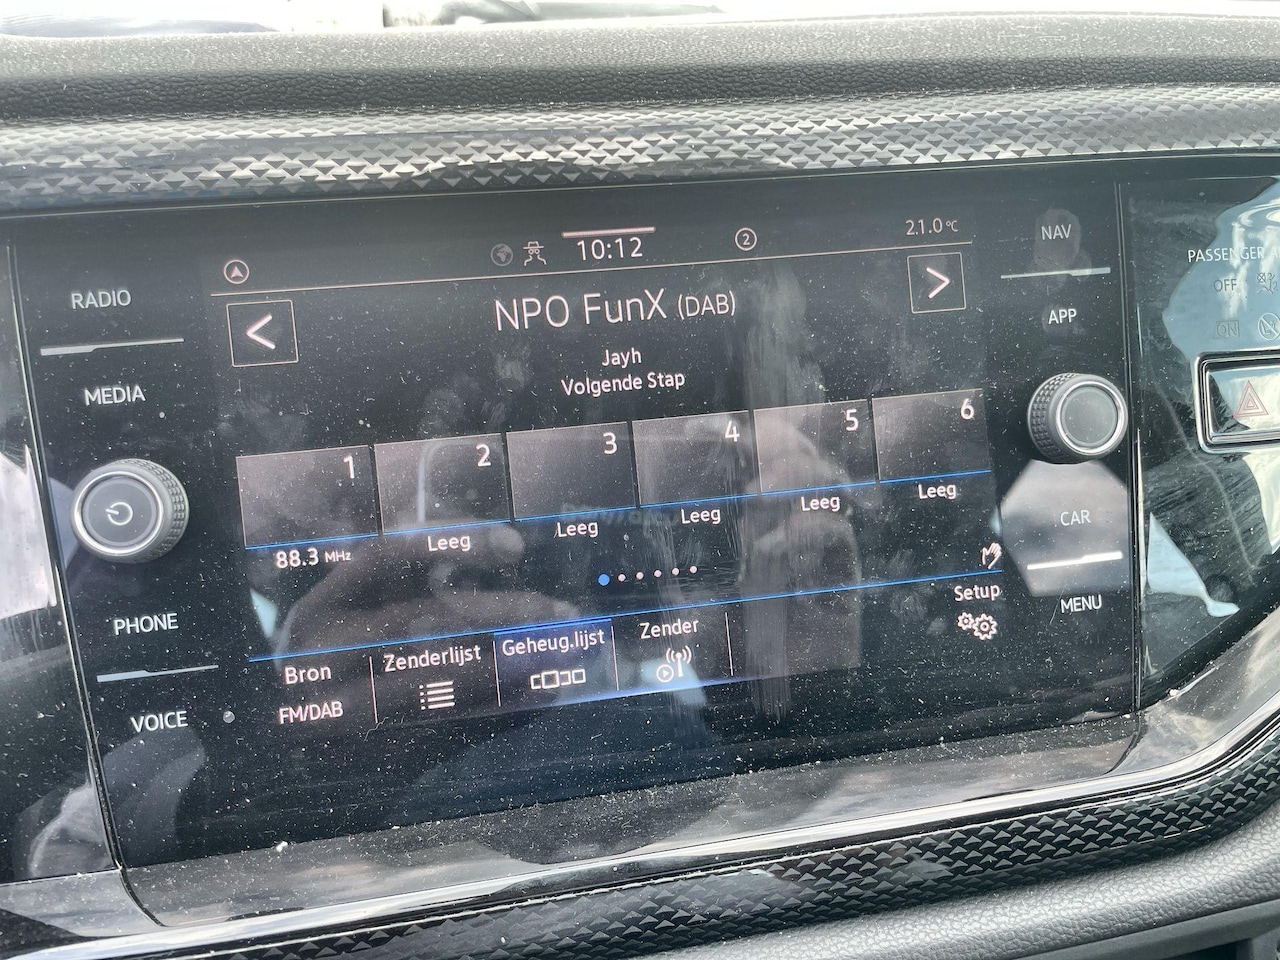 10:12
2
21.0 °C
NAV
RADIO
NPO FunX (DAB)
PASSENGER
OFF
ON
APP
Jayh
MEDIA
Volgende Stap
1
2
3
4
5
6
88.3 MHz
Leeg
Leeg
Leeg
Leeg
Leeg
CAR
PHONE
Setup
MENU
Bron
Zenderlijst
Geheug.lijst
Zender
FM/DAB
VOICE